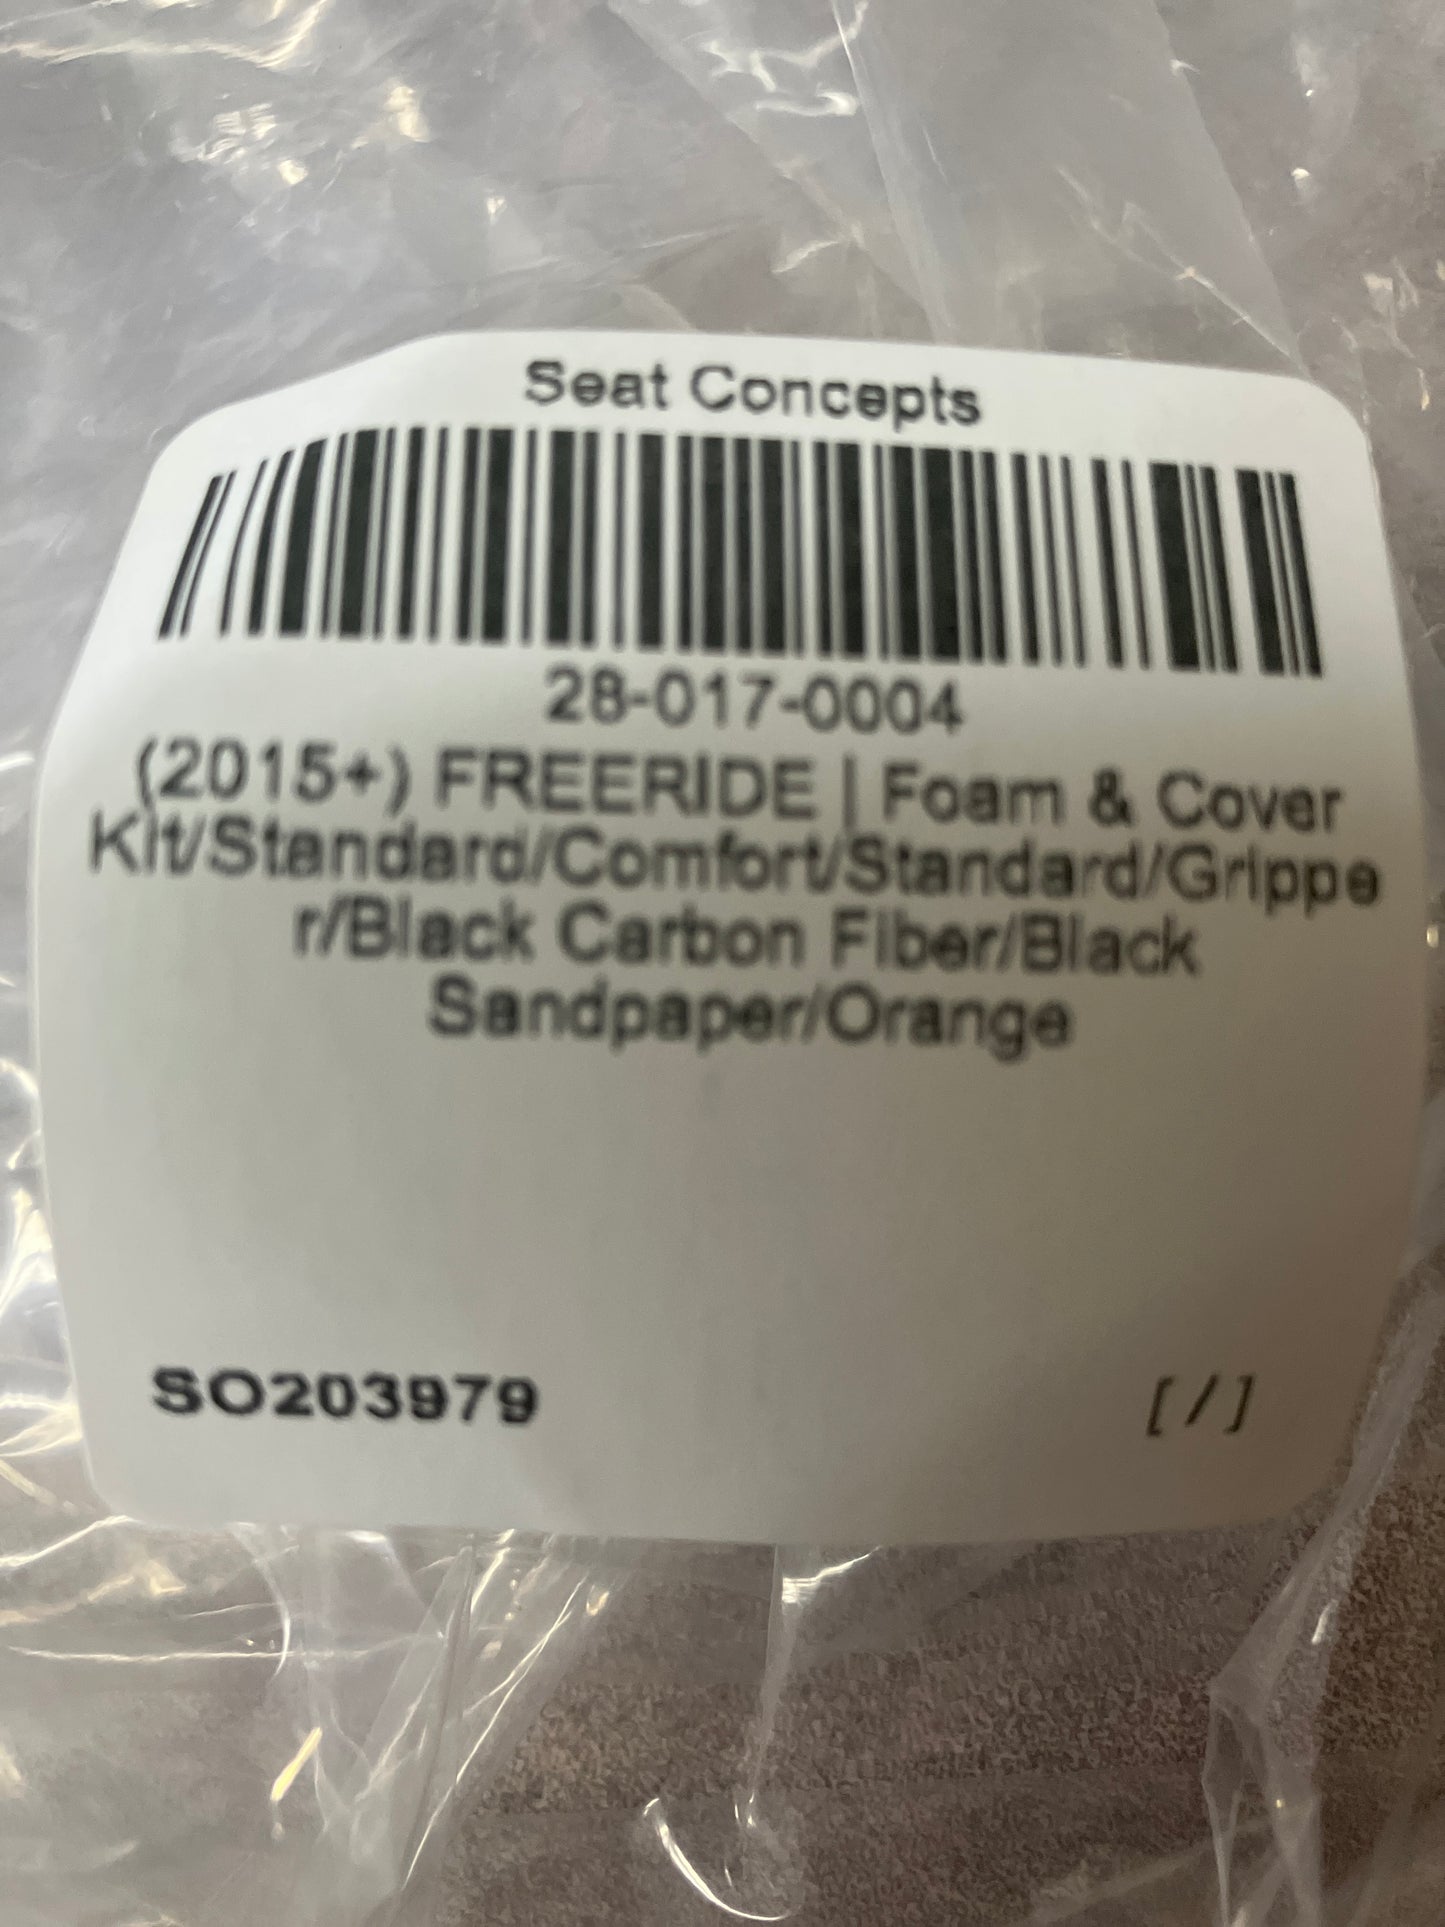 Seat Concepts
28-017-0004
(2015+) FREERIDE | Foam & Cover
Kit/Standard/Comfort/Standard/Grippe
r/Black Carbon Fiber/Black
Sandpaper/Orange
SO203979
[ / ]